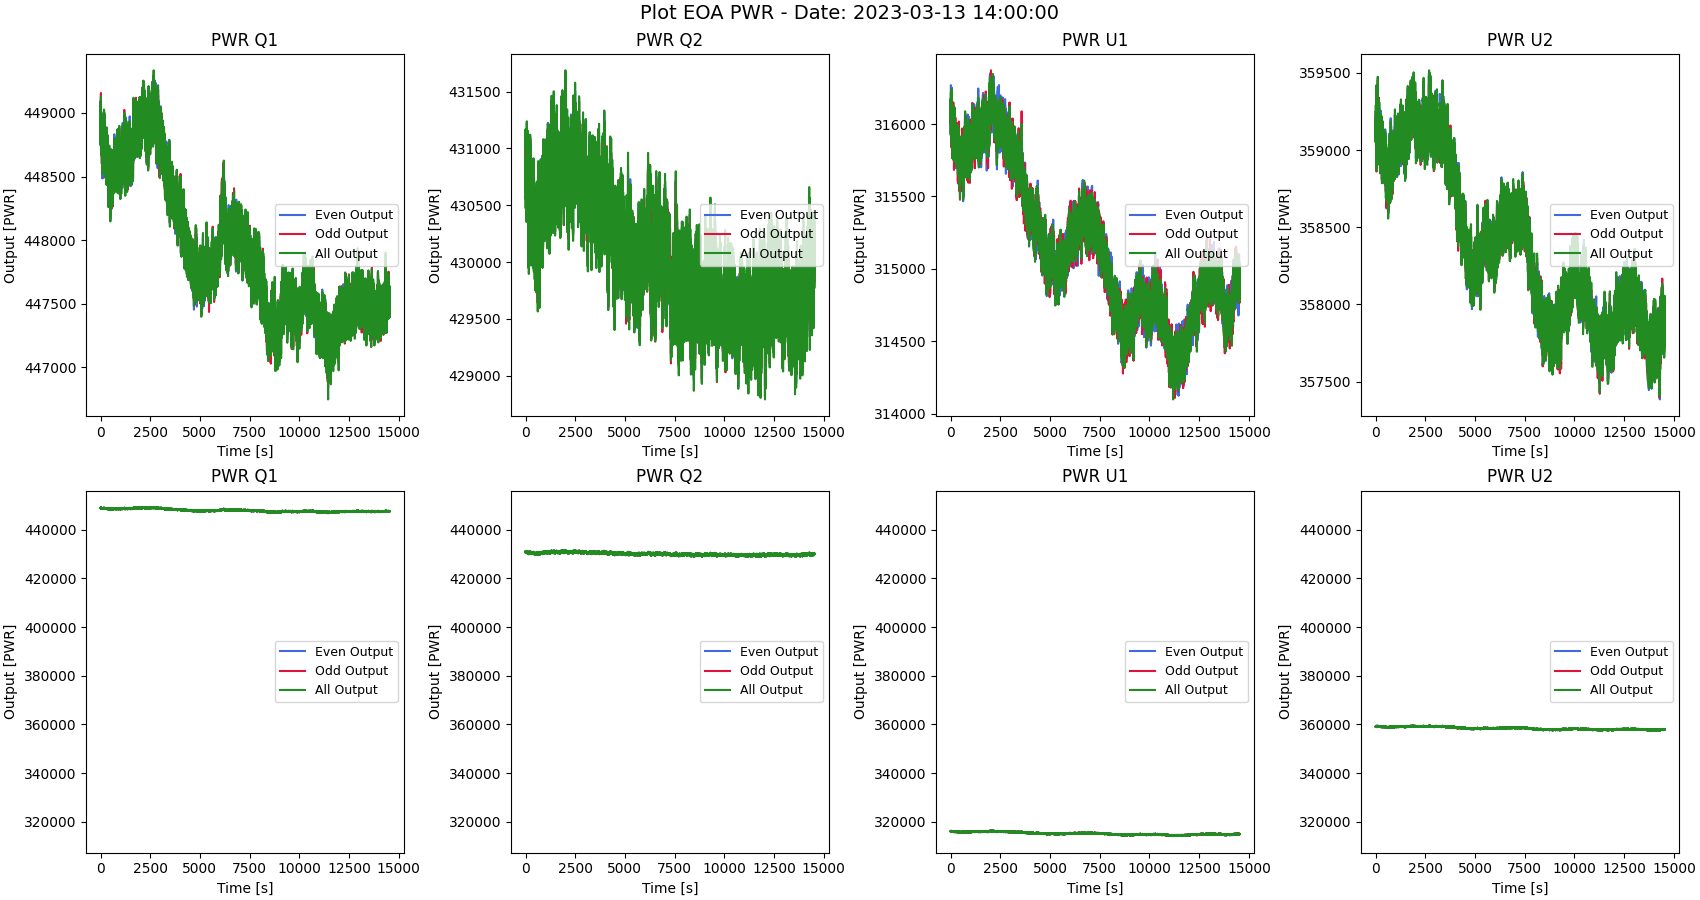 Plot EOA PWR - Date: 2023-03-13 14:00:00
PWR Q1
Output [PWR]
449000
448500
448000
447500
447000
Even Output
Odd Output
All Output
0 2500 5000 7500 10000 12500 15000
Time [s]
PWR Q2
Output [PWR]
431500
431000
430500
430000
429500
429000
Even Output
Odd Output
All Output
0 2500 5000 7500 10000 12500 15000
Time [s]
PWR U1
Output [PWR]
316000
315500
315000
314500
314000
Even Output
Odd Output
All Output
0 2500 5000 7500 10000 12500 15000
Time [s]
PWR U2
Output [PWR]
359500
359000
358500
358000
357500
Even Output
Odd Output
All Output
0 2500 5000 7500 10000 12500 15000
Time [s]
PWR Q1
Output [PWR]
440000
420000
400000
380000
360000
340000
320000
Even Output
Odd Output
All Output
0 2500 5000 7500 10000 12500 15000
Time [s]
PWR Q2
Output [PWR]
440000
420000
400000
380000
360000
340000
320000
Even Output
Odd Output
All Output
0 2500 5000 7500 10000 12500 15000
Time [s]
PWR U1
Output [PWR]
440000
420000
400000
380000
360000
340000
320000
Even Output
Odd Output
All Output
0 2500 5000 7500 10000 12500 15000
Time [s]
PWR U2
Output [PWR]
440000
420000
400000
380000
360000
340000
320000
Even Output
Odd Output
All Output
0 2500 5000 7500 10000 12500 15000
Time [s]